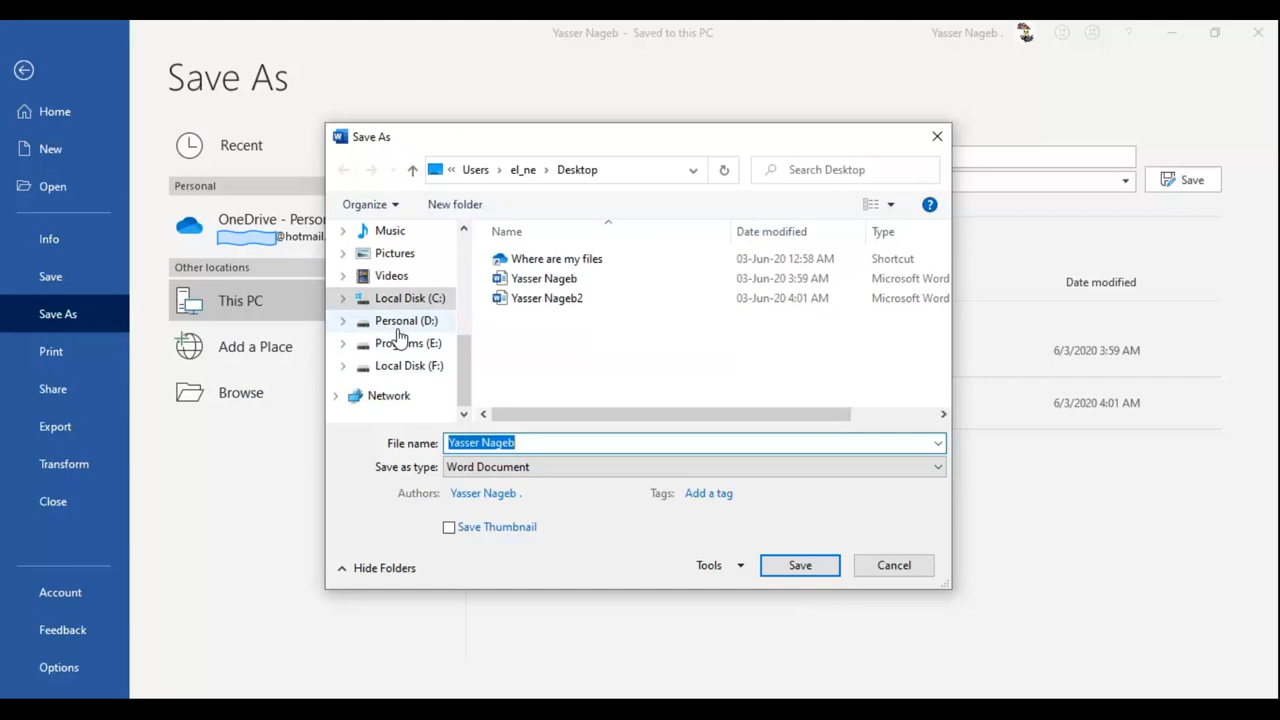 Yasser Nageb - Saved to this PC
Yasser Nageb .
?
Save As
Home
New
Open
Info
Save
Save As
Print
Share
Export
Transform
Close
Account
Feedback
Options
Recent
Personal
OneDrive - Perso
@hotmail.
Other locations
This PC
Add a Place
Browse
Save
Date modified
6/3/2020 3:59 AM
6/3/2020 4:01 AM
Save As
« Users › el_ne › Desktop
Search Desktop
Organize
New folder
?
Music
Pictures
Videos
Local Disk (C:)
Personal (D:)
Programs (E:)
Local Disk (F:)
Network
Name Date modified Type
Where are my files 03-Jun-20 12:58 AM Shortcut
Yasser Nageb 03-Jun-20 3:59 AM Microsoft Word
Yasser Nageb2 03-Jun-20 4:01 AM Microsoft Word
File name: Yasser Nageb
Save as type: Word Document
Authors: Yasser Nageb . Tags: Add a tag
Save Thumbnail
Hide Folders
Tools
Save
Cancel